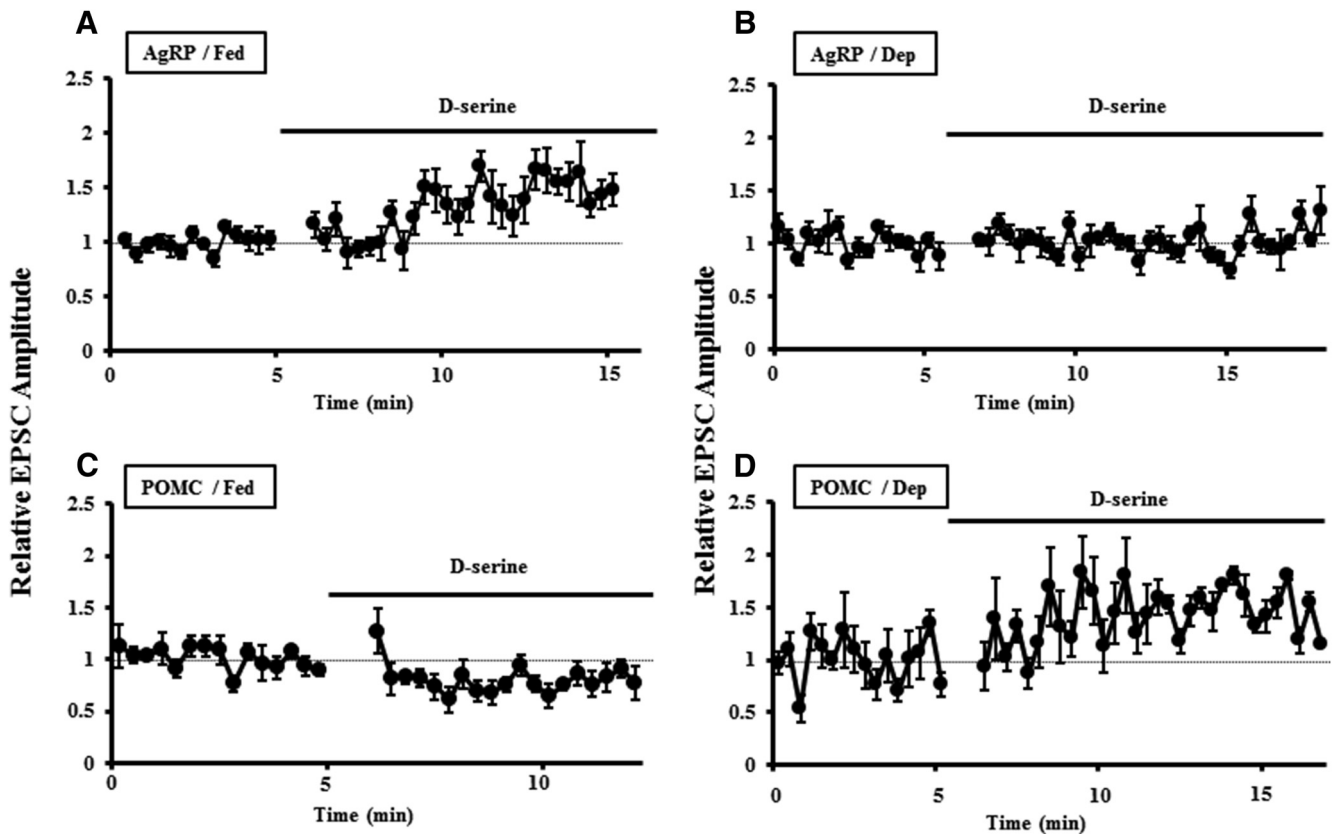 A
AgRP / Fed
D-serine
2.5
2
1.5
1
0.5
0
0 5 10 15
Time (min)
B
AgRP / Dep
D-serine
2.5
2
1.5
1
0.5
0
0 5 10 15
Time (min)
Relative EPSC Amplitude
Relative EPSC Amplitude
C
POMC / Fed
D-serine
2.5
2
1.5
1
0.5
0
0 5 10
Time (min)
D
POMC / Dep
D-serine
2.5
2
1.5
1
0.5
0
0 5 10 15
Time (min)